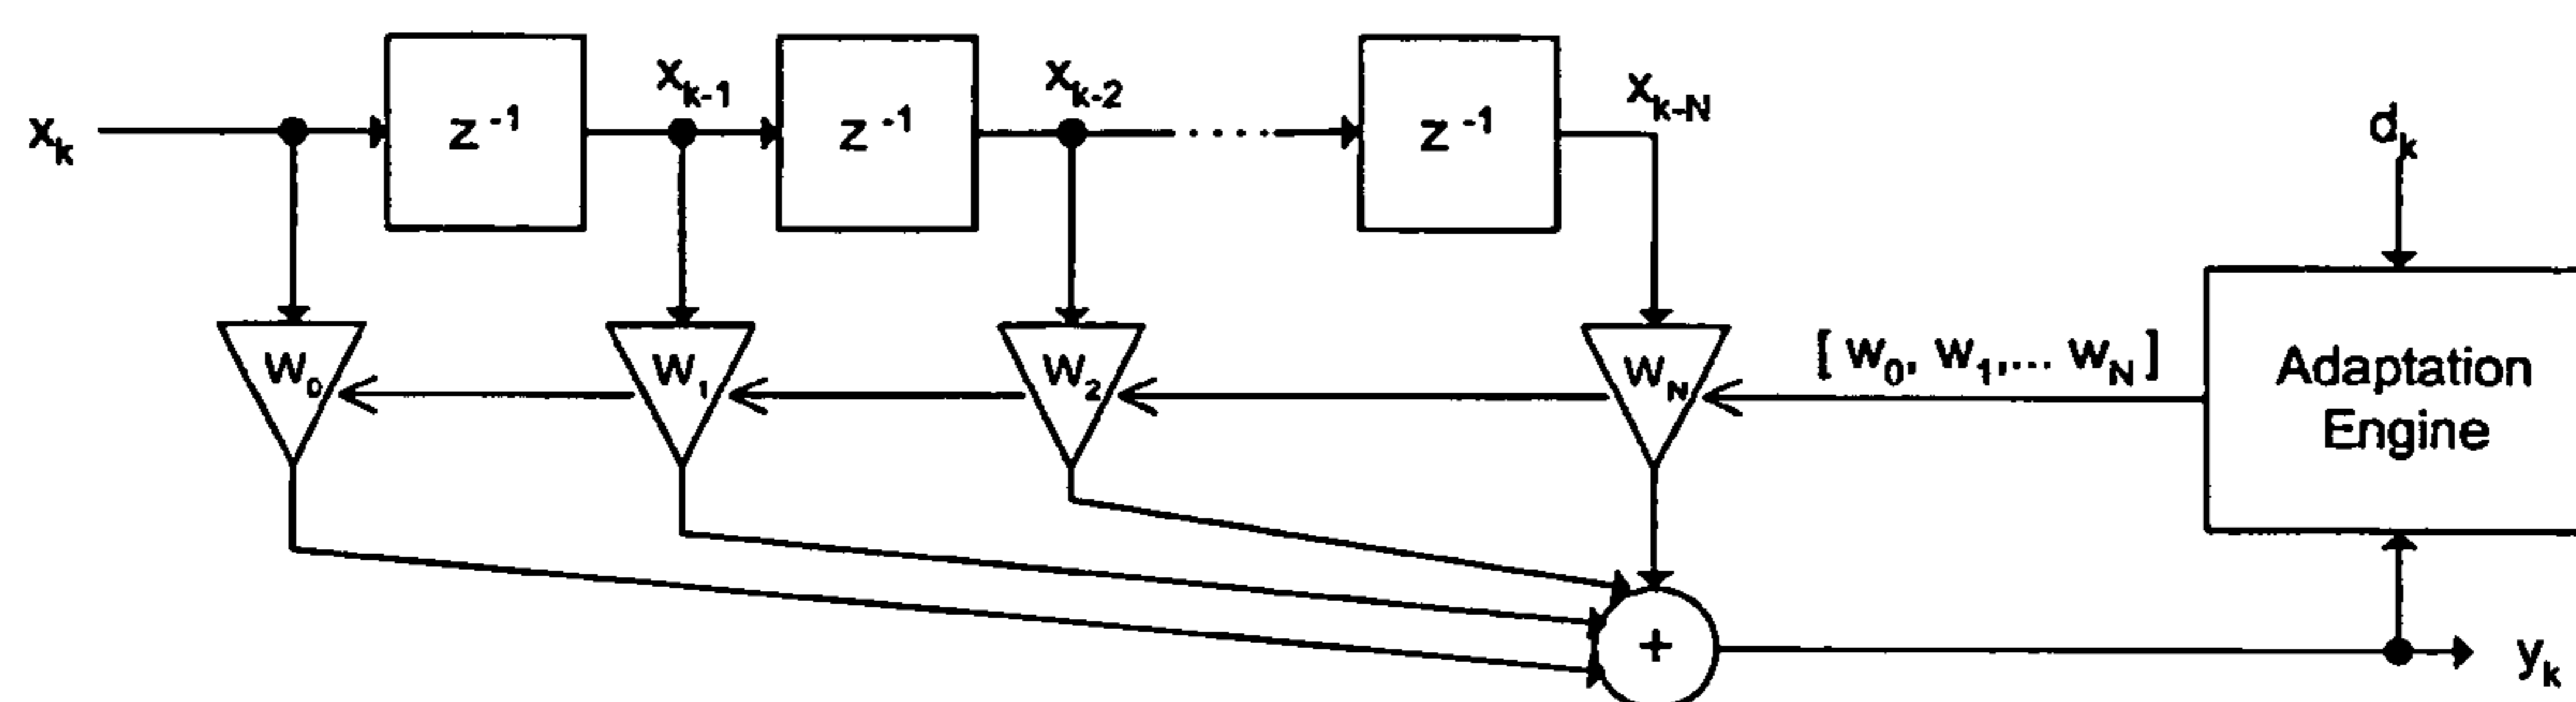 x_k
z^-1
x_k-1
z^-1
x_k-2
....
z^-1
x_k-N
d_k
w_0
w_1
w_2
w_N
[ w_0, w_1,... w_N ]
Adaptation
Engine
+
y_k